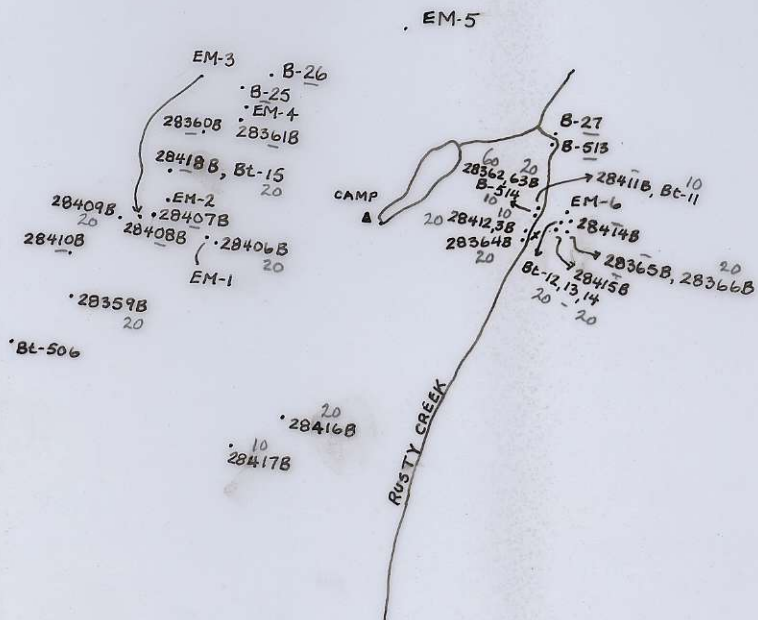 EM-5
EM-3
B-26
B-25
EM-4
28360B
28361B
28418B, Bt-15
20
EM-2
28409B
20
28407B
28408B
28410B
28406B
20
EM-1
28359B
20
Bt-506
20
28416B
10
28417B
CAMP
B-27
B-513
60 20
28362,63B
B-514
10
10
28411B, Bt-11
10
EM-6
20 28412,3B
28414B
28364B
20
28365B, 28366B
20
28415B
Bt-12,13,14
20 - 20
RUSTY CREEK